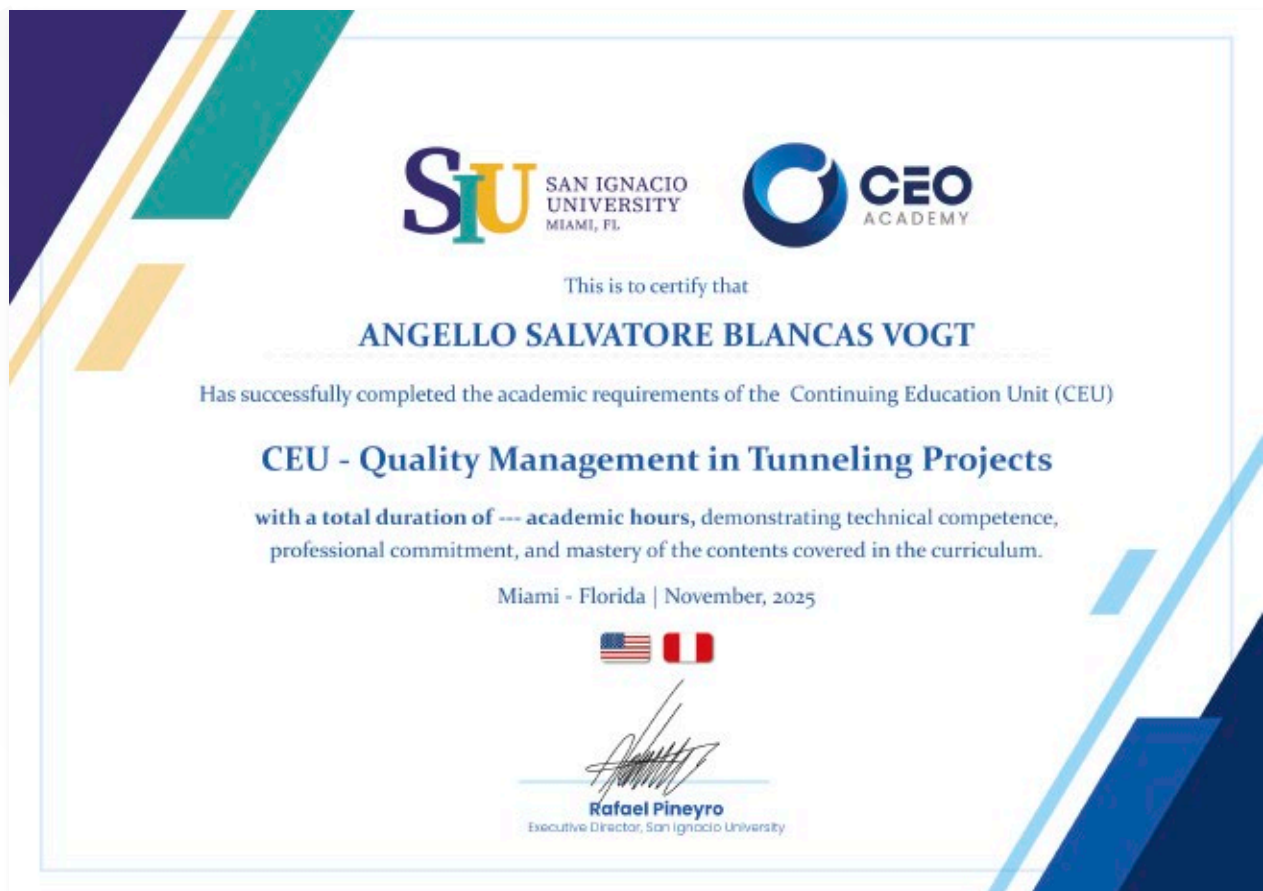 SIU
SAN IGNACIO
UNIVERSITY
MIAMI, FL
CEO
ACADEMY
This is to certify that
ANGELLO SALVATORE BLANCAS VOGT
Has successfully completed the academic requirements of the Continuing Education Unit (CEU)
CEU - Quality Management in Tunneling Projects
with a total duration of --- academic hours, demonstrating technical competence,
professional commitment, and mastery of the contents covered in the curriculum.
Miami - Florida | November, 2025
Rafael Pineyro
Executive Director, San Ignacio University